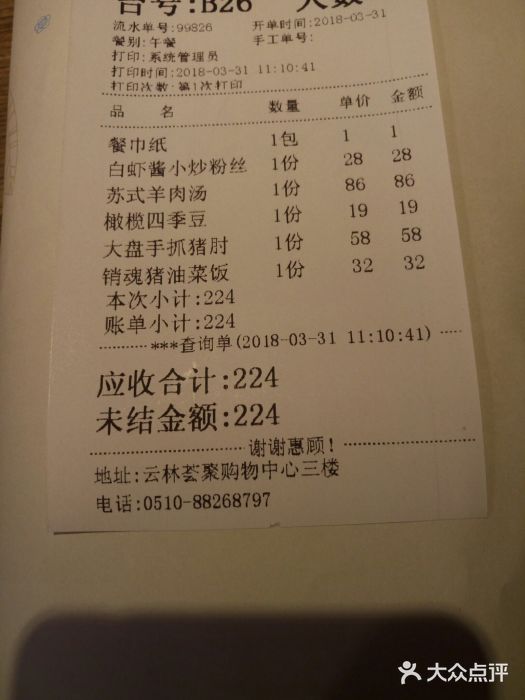 台号:B26 人数
流水单号:99826 开单时间:2018-03-31
餐别:午餐 手工单号:
打印:系统管理员
打印时间:2018-03-31 11:10:41
打印次数:第1次打印
品 名 数量 单价 金额
餐巾纸 1包 1 1
白虾酱小炒粉丝 1份 28 28
苏式羊肉汤 1份 86 86
橄榄四季豆 1份 19 19
大盘手抓猪肘 1份 58 58
销魂猪油菜饭 1份 32 32
本次小计:224
账单小计:224
***查询单(2018-03-31 11:10:41)
应收合计:224
未结金额:224
谢谢惠顾!
地址:云林荟聚购物中心三楼
电话:0510-88268797
大众点评